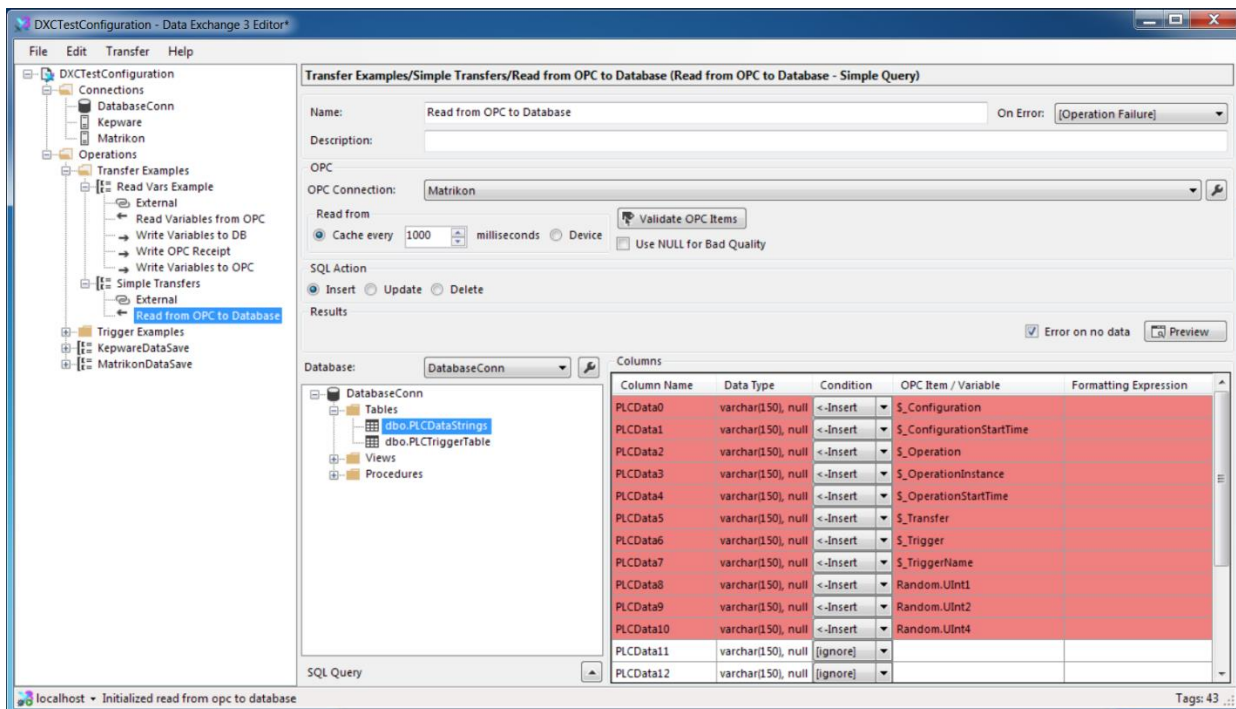 DXCTestConfiguration - Data Exchange 3 Editor*
File Edit Transfer Help
DXCTestConfiguration
Connections
DatabaseConn
Kepware
Matrikon
Operations
Transfer Examples
Read Vars Example
External
Read Variables from OPC
Write Variables to DB
Write OPC Receipt
Write Variables to OPC
Simple Transfers
External
Read from OPC to Database
Trigger Examples
KepwareDataSave
MatrikonDataSave
Transfer Examples/Simple Transfers/Read from OPC to Database (Read from OPC to Database - Simple Query)
Name: Read from OPC to Database On Error: [Operation Failure]
Description:
OPC
OPC Connection: Matrikon
Read from
Cache every 1000 milliseconds Device
Validate OPC Items
Use NULL for Bad Quality
SQL Action
Insert Update Delete
Results
Error on no data Preview
Database: DatabaseConn
DatabaseConn
Tables
dbo.PLCDataStrings
dbo.PLCTriggerTable
Views
Procedures
SQL Query
Columns
Column Name Data Type Condition OPC Item / Variable Formatting Expression
PLCData0 varchar(150), null <-Insert $_Configuration
PLCData1 varchar(150), null <-Insert $_ConfigurationStartTime
PLCData2 varchar(150), null <-Insert $_Operation
PLCData3 varchar(150), null <-Insert $_OperationInstance
PLCData4 varchar(150), null <-Insert $_OperationStartTime
PLCData5 varchar(150), null <-Insert $_Transfer
PLCData6 varchar(150), null <-Insert $_Trigger
PLCData7 varchar(150), null <-Insert $_TriggerName
PLCData8 varchar(150), null <-Insert Random.UInt1
PLCData9 varchar(150), null <-Insert Random.UInt2
PLCData10 varchar(150), null <-Insert Random.UInt4
PLCData11 varchar(150), null [ignore]
PLCData12 varchar(150), null [ignore]
localhost Initialized read from opc to database Tags: 43